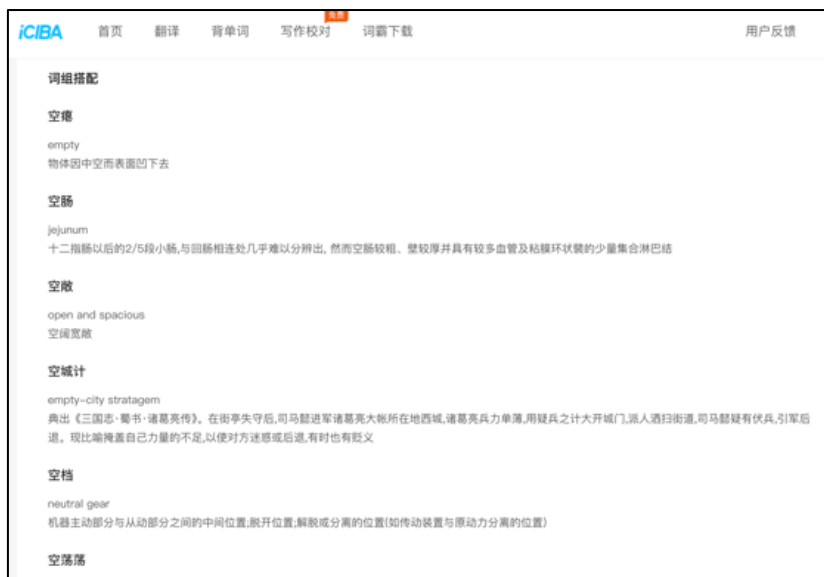 免费
iCIBA 首页 翻译 背单词 写作校对 词霸下载 用户反馈
词组搭配
空瘪
empty
物体因中空而表面凹下去
空肠
jejunum
十二指肠以后的2/5段小肠,与回肠相连处几乎难以分辨出, 然而空肠较粗、壁较厚并具有较多血管及粘膜环状襞的少量集合淋巴结
空敞
open and spacious
空阔宽敞
空城计
empty-city stratagem
典出《三国志·蜀书·诸葛亮传》。在街亭失守后,司马懿进军诸葛亮大帐所在地西城,诸葛亮兵力单薄,用疑兵之计大开城门,派人洒扫街道,司马懿疑有伏兵,引军后
退。现比喻掩盖自己力量的不足,以使对方迷惑或后退,有时也有贬义
空档
neutral gear
机器主动部分与从动部分之间的中间位置;脱开位置;解脱或分离的位置(如传动装置与原动力分离的位置)
空荡荡